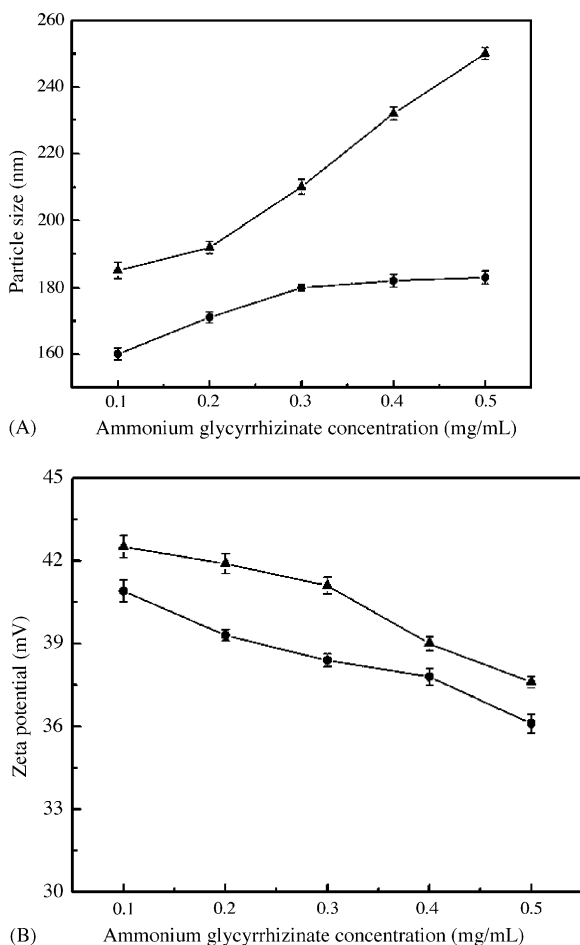 260
240
220
200
180
160
0.1 0.2 0.3 0.4 0.5
Particle size (nm)
(A) Ammonium glycyrrhizinate concentration (mg/mL)
45
42
39
36
33
30
0.1 0.2 0.3 0.4 0.5
Zeta potential (mV)
(B) Ammonium glycyrrhizinate concentration (mg/mL)